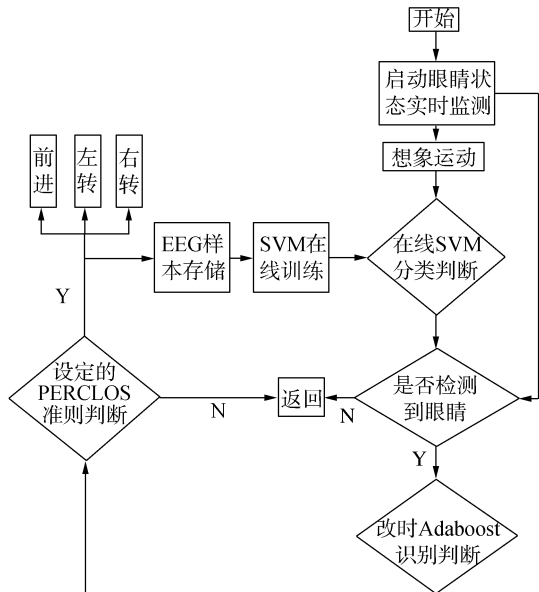 开始
启动眼睛状
态实时监测
想象运动
前进
左转
右转
EEG样
本存储
SVM在
线训练
在线SVM
分类判断
Y
设定的
PERCLOS
准则判断
N
返回
N
是否检测
到眼睛
Y
改时Adaboost
识别判断